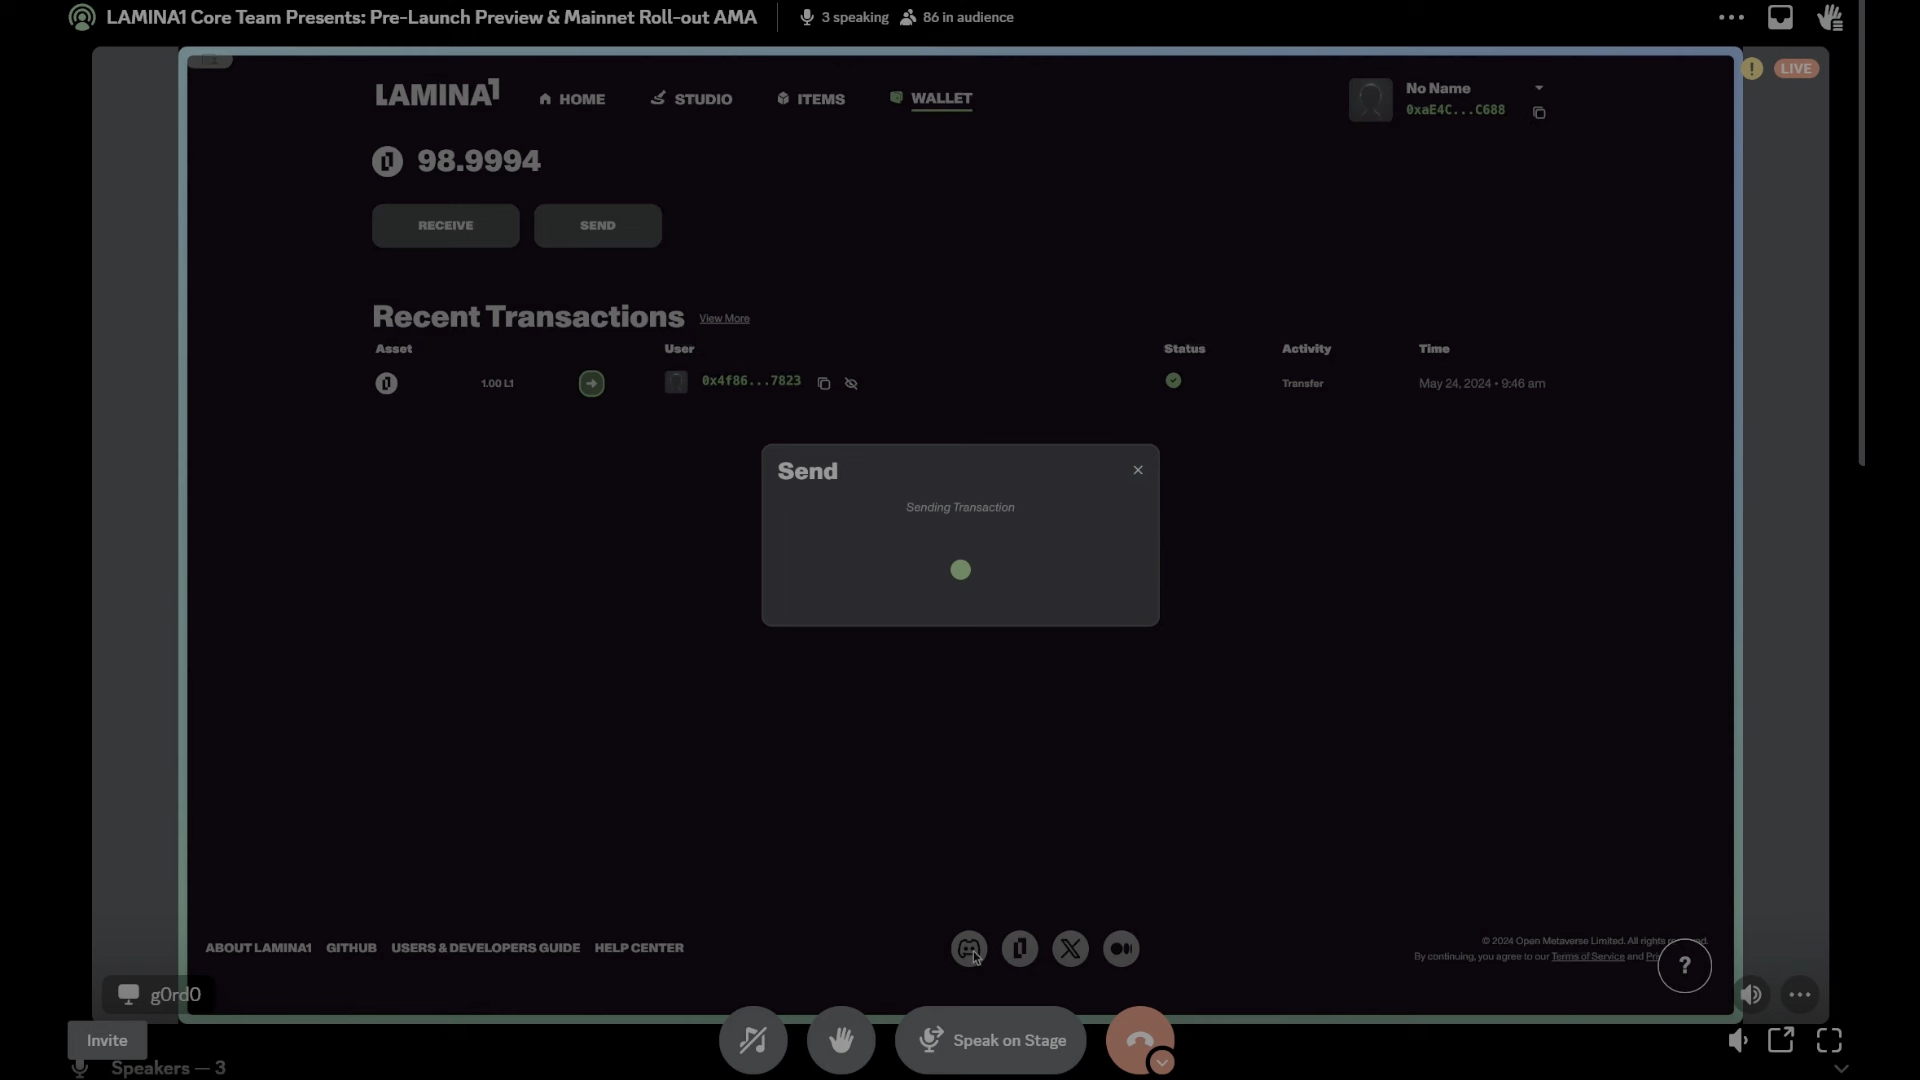 LAMINA1 Core Team Presents: Pre-Launch Preview & Mainnet Roll-out AMA
3 speaking
86 in audience
LIVE
LAMINA1
HOME
STUDIO
ITEMS
WALLET
No Name
0xaE4C...C688
98.9994
RECEIVE
SEND
Recent Transactions
View More
Asset
User
Status
Activity
Time
1.00 L1
0x4f86...7823
Transfer
May 24, 2024 • 9:46 am
Send
Sending Transaction
ABOUT LAMINA1
GITHUB
USERS & DEVELOPERS GUIDE
HELP CENTER
© 2024 Open Metaverse Limited. All rights
By continuing, you agree to our Terms of Service and
?
g0rd0
Invite
Speak on Stage
Speakers — 3